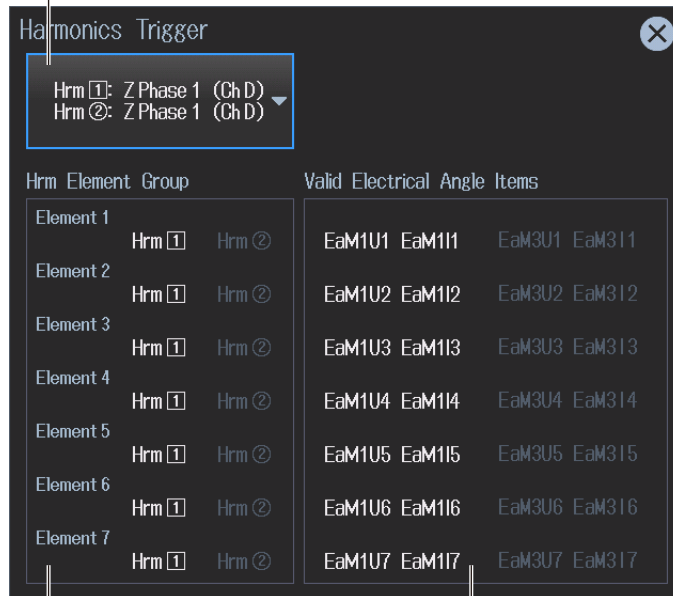 Harmonics Trigger
Hrm 1: Z Phase 1 (Ch D)
Hrm ②: Z Phase 1 (Ch D)
Hrm Element Group Valid Electrical Angle Items
Element 1
Hrm 1 Hrm ② EaM1U1 EaM1I1 EaM3U1 EaM3I1
Element 2
Hrm 1 Hrm ② EaM1U2 EaM1I2 EaM3U2 EaM3I2
Element 3
Hrm 1 Hrm ② EaM1U3 EaM1I3 EaM3U3 EaM3I3
Element 4
Hrm 1 Hrm ② EaM1U4 EaM1I4 EaM3U4 EaM3I4
Element 5
Hrm 1 Hrm ② EaM1U5 EaM1I5 EaM3U5 EaM3I5
Element 6
Hrm 1 Hrm ② EaM1U6 EaM1I6 EaM3U6 EaM3I6
Element 7
Hrm 1 Hrm ② EaM1U7 EaM1I7 EaM3U7 EaM3I7